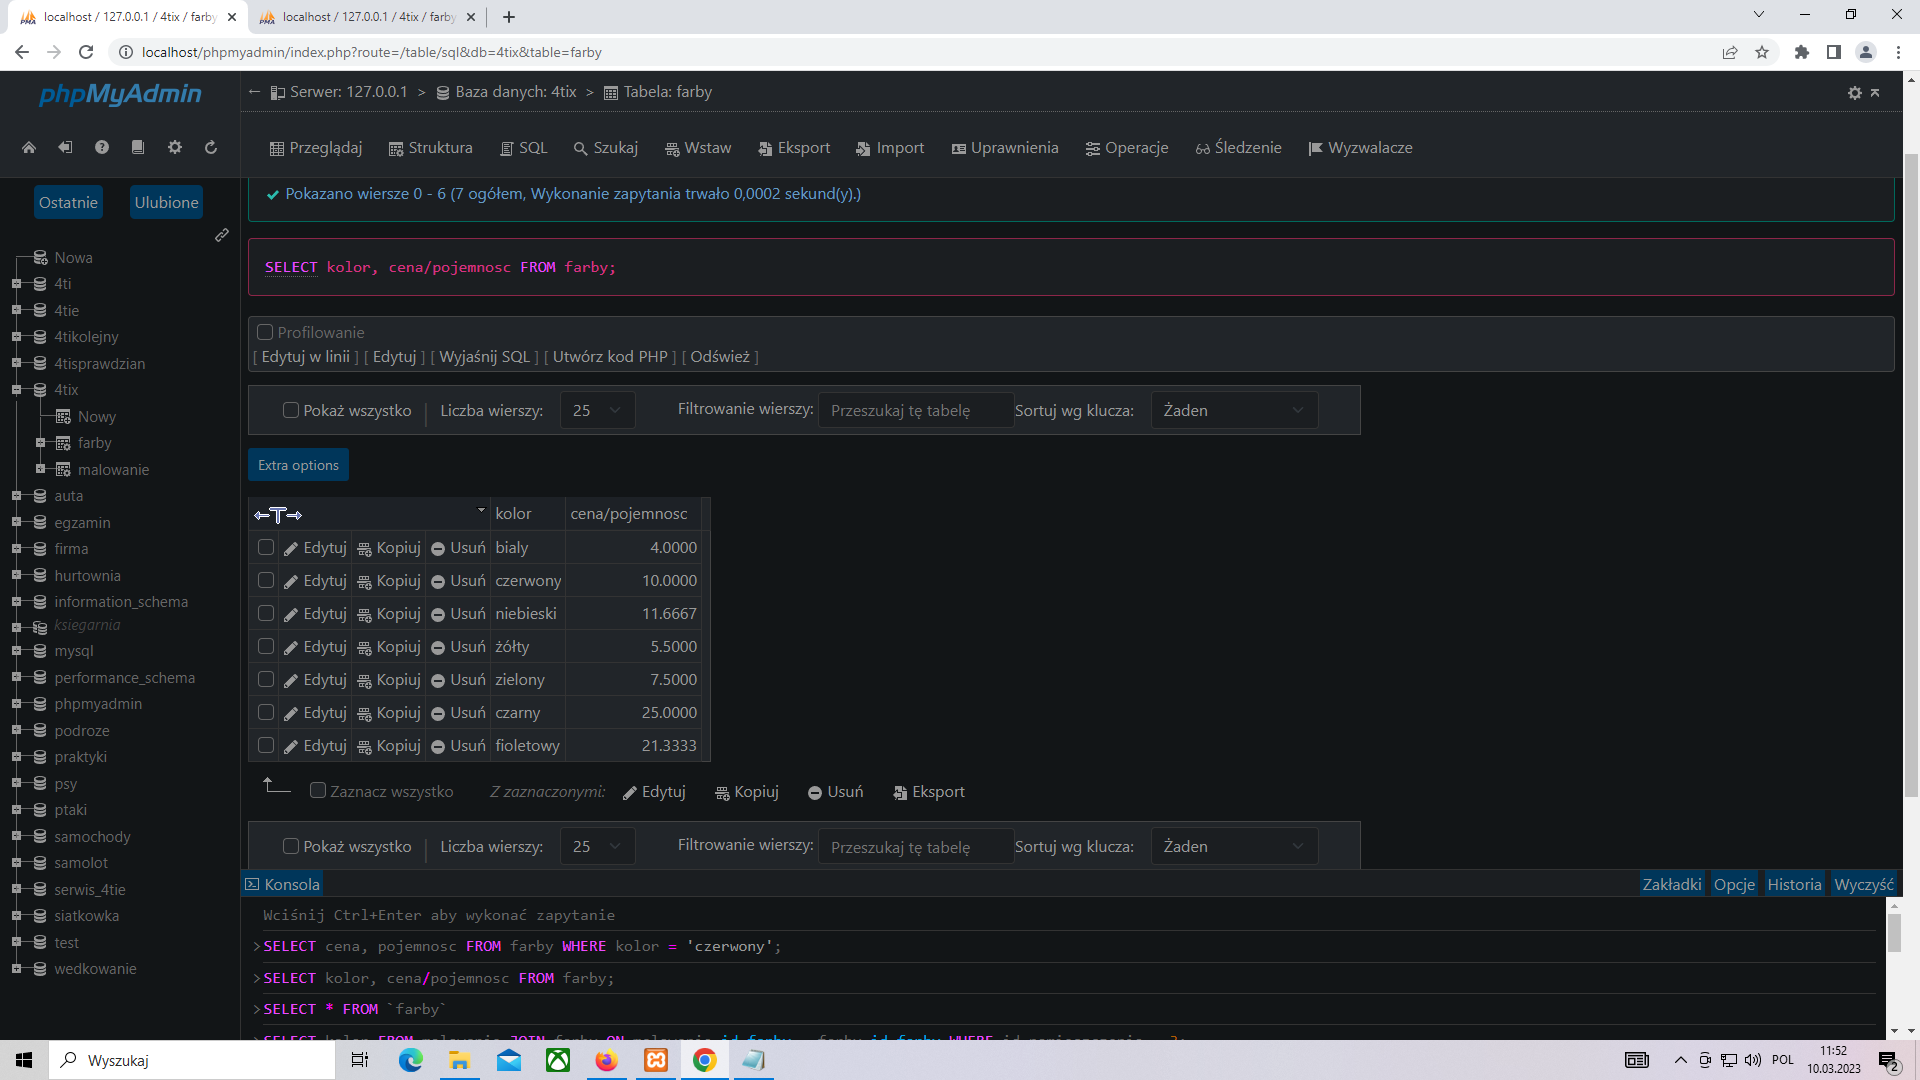 localhost / 127.0.0.1 / 4tix / farby
localhost / 127.0.0.1 / 4tix / farby
localhost/phpmyadmin/index.php?route=/table/sql&db=4tix&table=farby
phpMyAdmin
Ostatnie Ulubione
Nowa
4ti
4tie
4tikolejny
4tisprawdzian
4tix
Nowy
farby
malowanie
auta
egzamin
firma
hurtownia
information_schema
ksiegarnia
mysql
performance_schema
phpmyadmin
podroze
praktyki
psy
ptaki
samochody
samolot
serwis_4tie
siatkowka
test
wedkowanie
← Serwer: 127.0.0.1 > Baza danych: 4tix > Tabela: farby
Przeglądaj Struktura SQL Szukaj Wstaw Eksport Import Uprawnienia Operacje Śledzenie Wyzwalacze
Pokazano wiersze 0 - 6 (7 ogółem, Wykonanie zapytania trwało 0,0002 sekund(y).)
SELECT kolor, cena/pojemnosc FROM farby;
Profilowanie
[ Edytuj w linii ] [ Edytuj ] [ Wyjaśnij SQL ] [ Utwórz kod PHP ] [ Odśwież ]
Pokaż wszystko | Liczba wierszy: 25 Filtrowanie wierszy: Przeszukaj tę tabelę Sortuj wg klucza: Żaden
Extra options
←T→ kolor cena/pojemnosc
Edytuj Kopiuj Usuń bialy 4.0000
Edytuj Kopiuj Usuń czerwony 10.0000
Edytuj Kopiuj Usuń niebieski 11.6667
Edytuj Kopiuj Usuń żółty 5.5000
Edytuj Kopiuj Usuń zielony 7.5000
Edytuj Kopiuj Usuń czarny 25.0000
Edytuj Kopiuj Usuń fioletowy 21.3333
Zaznacz wszystko Z zaznaczonymi: Edytuj Kopiuj Usuń Eksport
Pokaż wszystko | Liczba wierszy: 25 Filtrowanie wierszy: Przeszukaj tę tabelę Sortuj wg klucza: Żaden
Konsola Zakładki Opcje Historia Wyczyść
Wciśnij Ctrl+Enter aby wykonać zapytanie
>SELECT cena, pojemnosc FROM farby WHERE kolor = 'czerwony';
>SELECT kolor, cena/pojemnosc FROM farby;
>SELECT * FROM `farby`
Wyszukaj
POL
11:52
10.03.2023
2